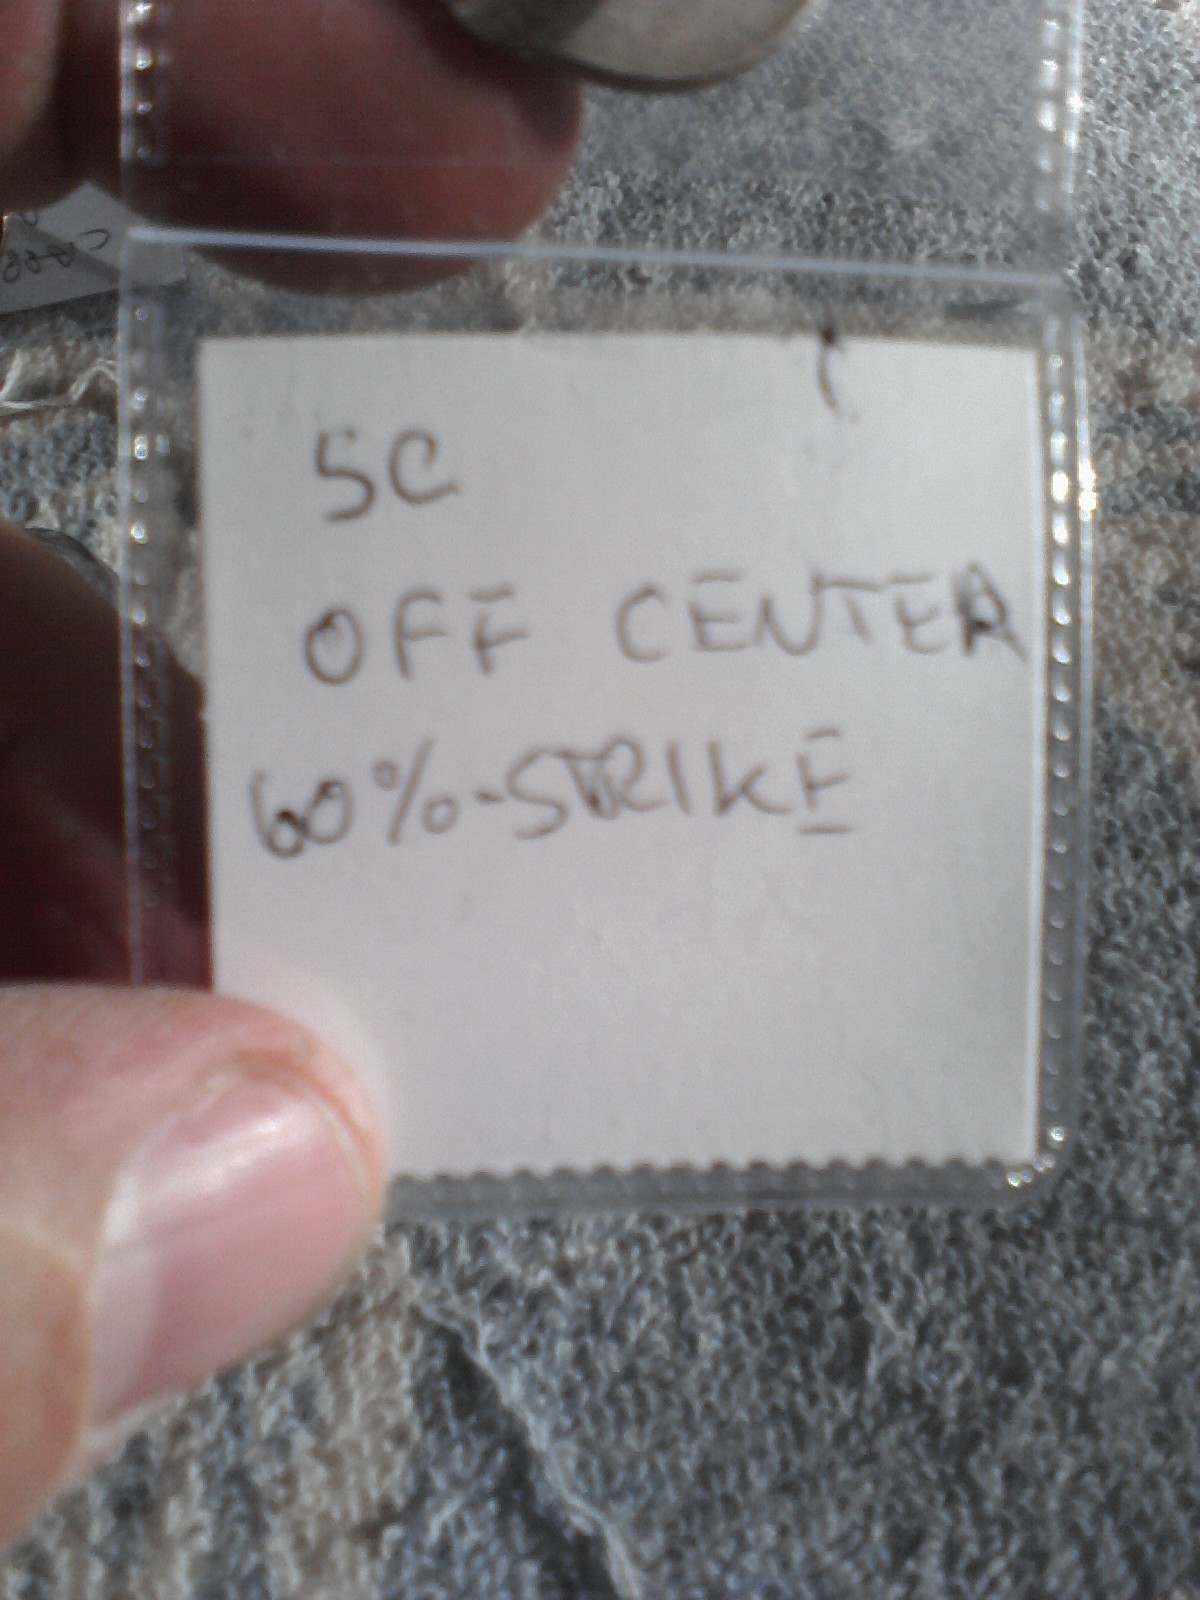 5C
OFF CENTER
60%-STRIKE